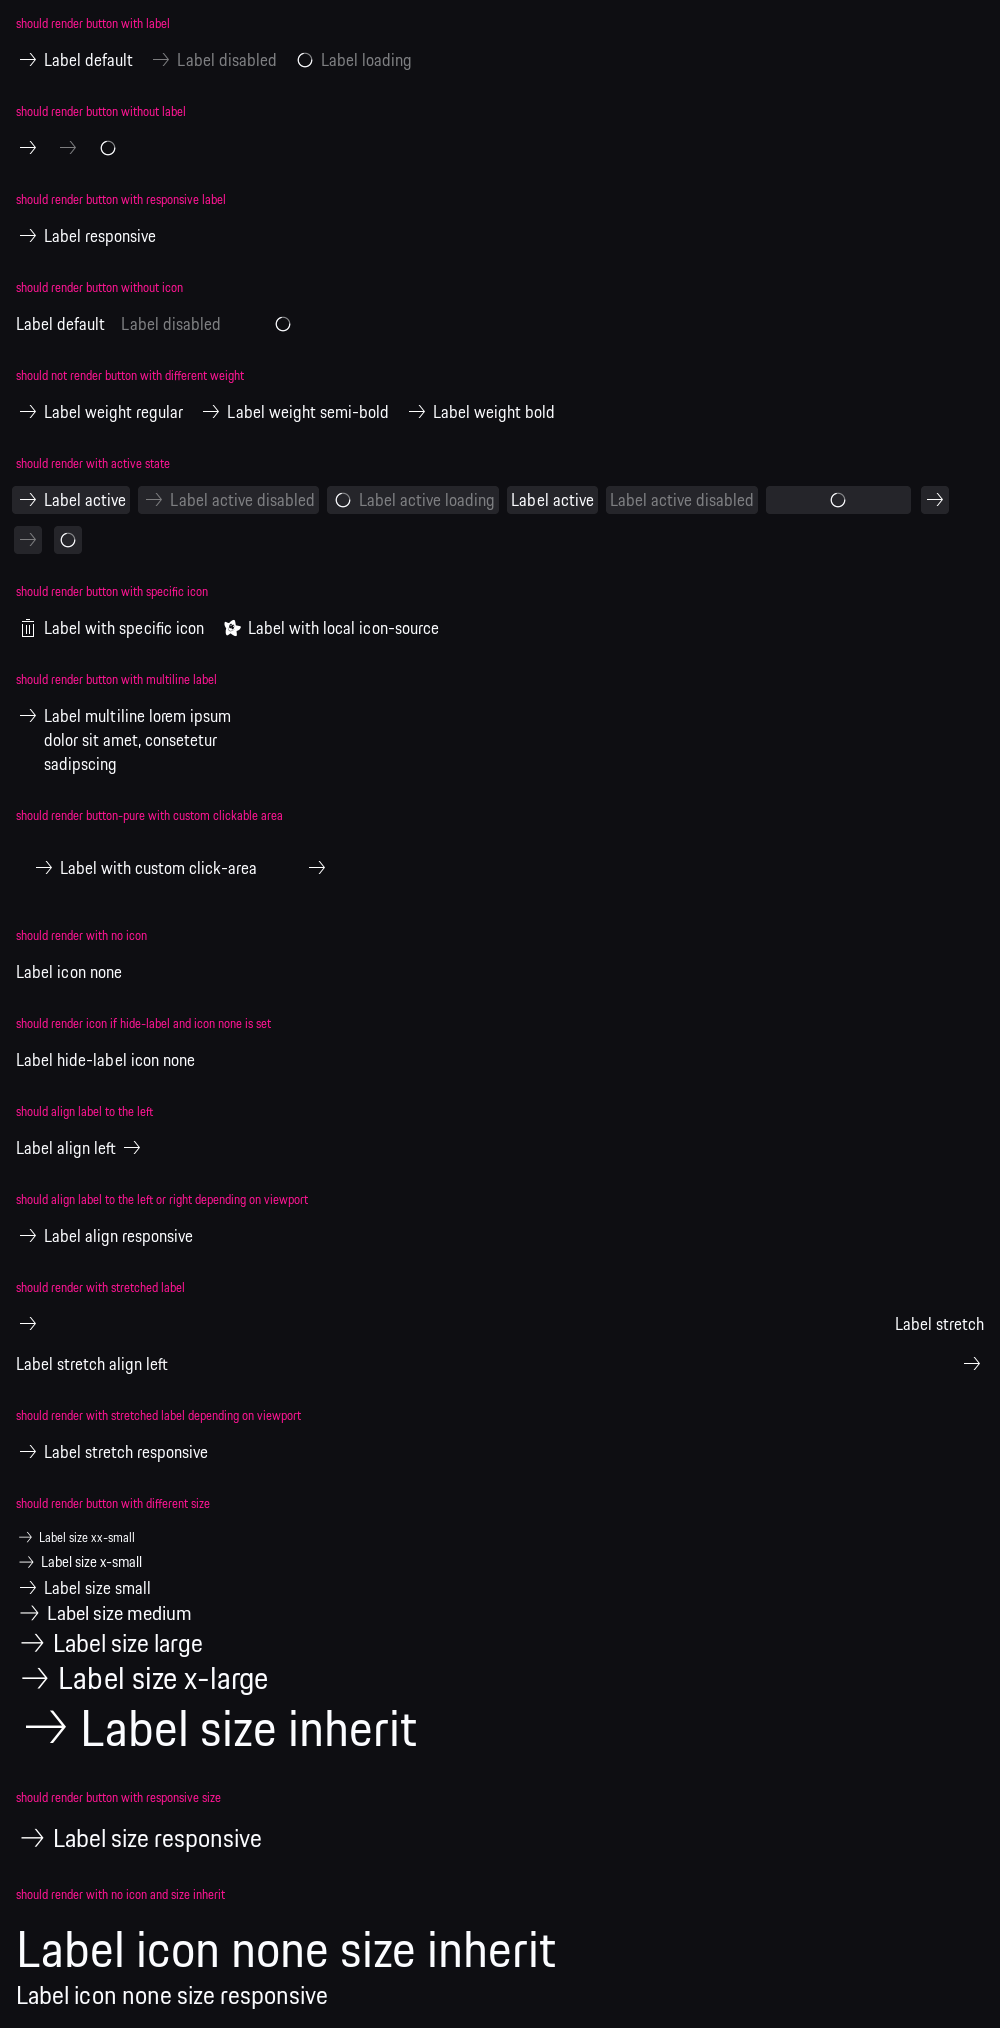 should render button with label
Label default Label disabled Label loading
should render button without label
should render button with responsive label
Label responsive
should render button without icon
Label default Label disabled
should not render button with different weight
Label weight regular Label weight semi-bold Label weight bold
should render with active state
Label active Label active disabled Label active loading Label active Label active disabled
should render button with specific icon
Label with specific icon Label with local icon-source
should render button with multiline label
Label multiline lorem ipsum
dolor sit amet, consetetur
sadipscing
should render button-pure with custom clickable area
Label with custom click-area
should render with no icon
Label icon none
should render icon if hide-label and icon none is set
Label hide-label icon none
should align label to the left
Label align left
should align label to the left or right depending on viewport
Label align responsive
should render with stretched label
Label stretch
Label stretch align left
should render with stretched label depending on viewport
Label stretch responsive
should render button with different size
Label size xx-small
Label size x-small
Label size small
Label size medium
Label size large
Label size x-large
Label size inherit
should render button with responsive size
Label size responsive
should render with no icon and size inherit
Label icon none size inherit
Label icon none size responsive